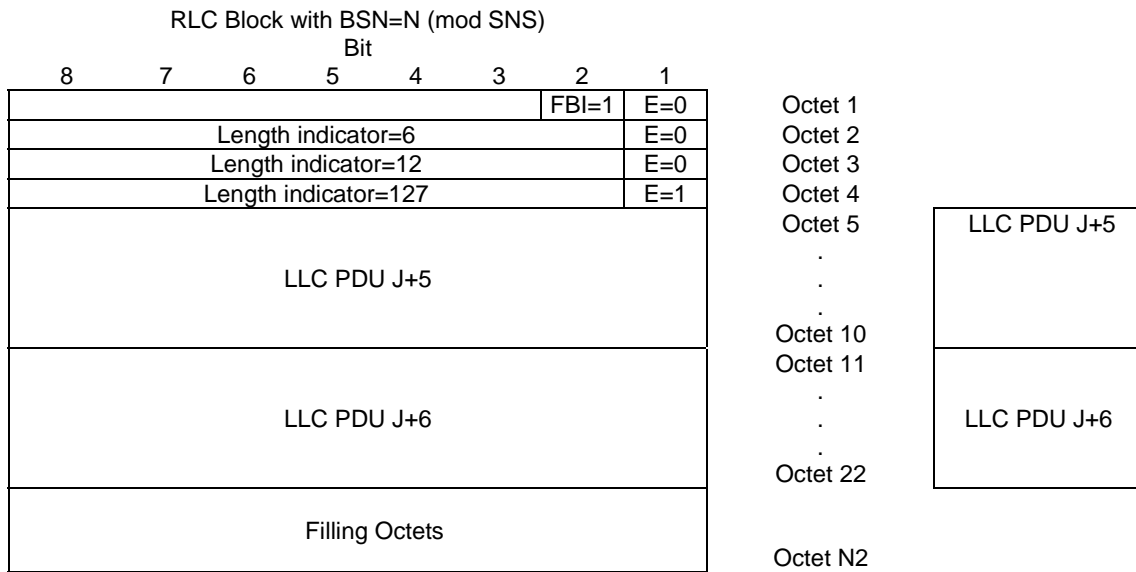 RLC Block with BSN=N (mod SNS)
Bit
8 7 6 5 4 3 2 1
FBI=1 E=0 Octet 1
Length indicator=6 E=0 Octet 2
Length indicator=12 E=0 Octet 3
Length indicator=127 E=1 Octet 4
Octet 5 LLC PDU J+5
.
LLC PDU J+5 .
.
Octet 10
Octet 11
.
LLC PDU J+6 . LLC PDU J+6
.
Octet 22
Filling Octets
Octet N2